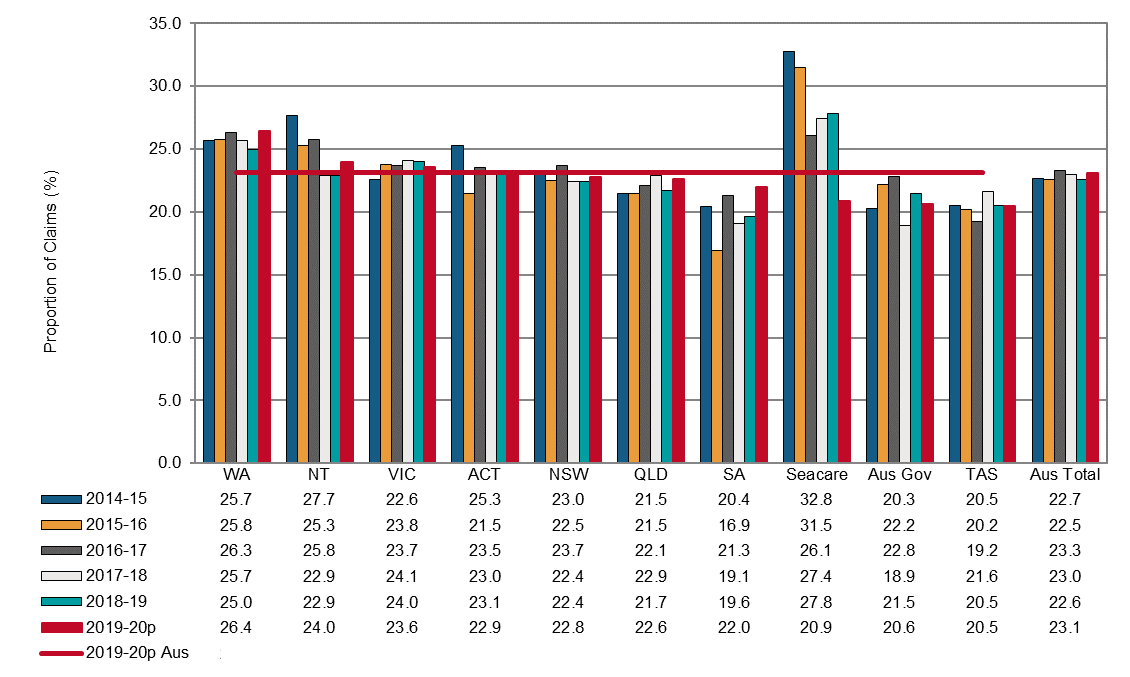 35.0
30.0
25.0
20.0
15.0
10.0
5.0
0.0
Proportion of Claims (%)
WA NT VIC ACT NSW QLD SA Seacare Aus Gov TAS Aus Total
2014-15 25.7 27.7 22.6 25.3 23.0 21.5 20.4 32.8 20.3 20.5 22.7
2015-16 25.8 25.3 23.8 21.5 22.5 21.5 16.9 31.5 22.2 20.2 22.5
2016-17 26.3 25.8 23.7 23.5 23.7 22.1 21.3 26.1 22.8 19.2 23.3
2017-18 25.7 22.9 24.1 23.0 22.4 22.9 19.1 27.4 18.9 21.6 23.0
2018-19 25.0 22.9 24.0 23.1 22.4 21.7 19.6 27.8 21.5 20.5 22.6
2019-20p 26.4 24.0 23.6 22.9 22.8 22.6 22.0 20.9 20.6 20.5 23.1
2019-20p Aus